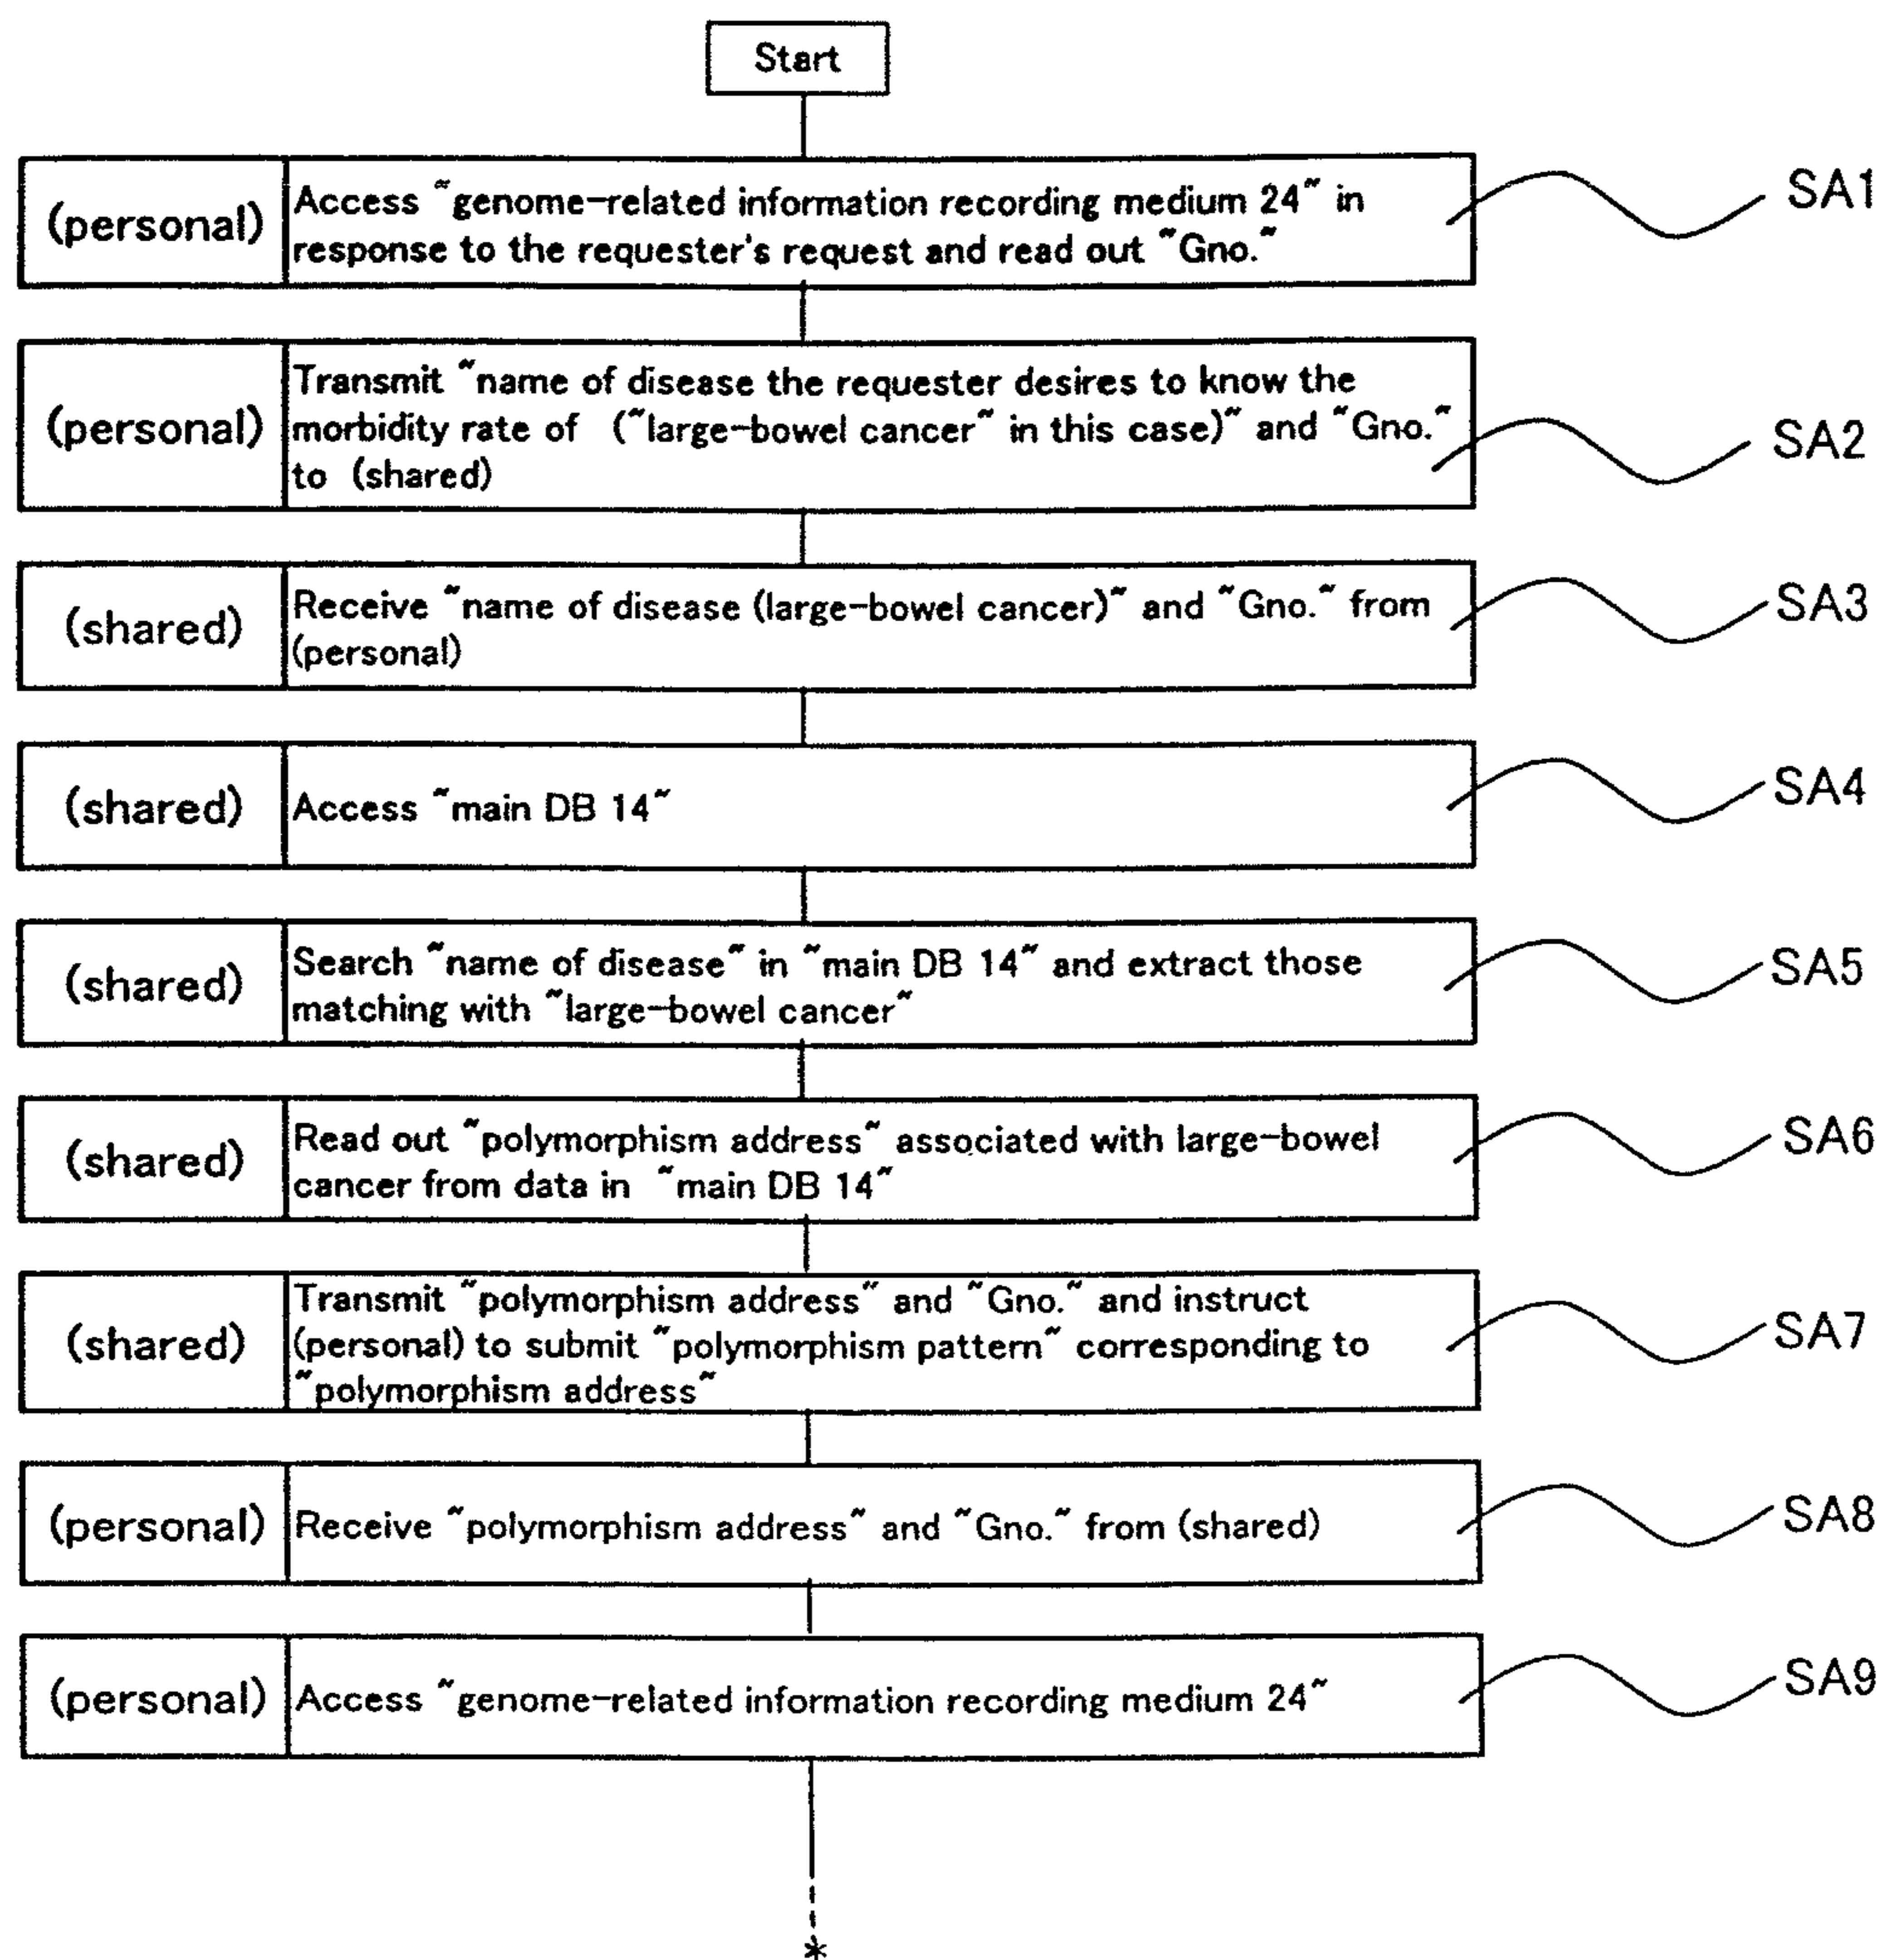 Start
(personal)
Access "genome-related information recording medium 24" in
response to the requester's request and read out "Gno."
SA1
(personal)
Transmit "name of disease the requester desires to know the
morbidity rate of ("large-bowel cancer" in this case)" and "Gno."
to (shared)
SA2
(shared)
Receive "name of disease (large-bowel cancer)" and "Gno." from
(personal)
SA3
(shared)
Access "main DB 14"
SA4
(shared)
Search "name of disease" in "main DB 14" and extract those
matching with "large-bowel cancer"
SA5
(shared)
Read out "polymorphism address" associated with large-bowel
cancer from data in "main DB 14"
SA6
(shared)
Transmit "polymorphism address" and "Gno." and instruct
(personal) to submit "polymorphism pattern" corresponding to
"polymorphism address"
SA7
(personal)
Receive "polymorphism address" and "Gno." from (shared)
SA8
(personal)
Access "genome-related information recording medium 24"
SA9
*